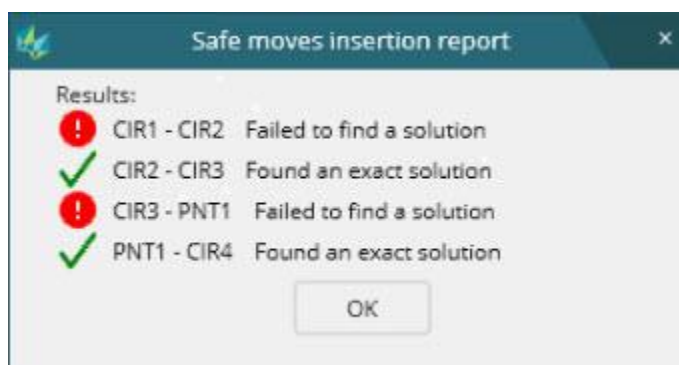 Safe moves insertion report
Results:
CIR1 - CIR2 Failed to find a solution
CIR2 - CIR3 Found an exact solution
CIR3 - PNT1 Failed to find a solution
PNT1 - CIR4 Found an exact solution
OK